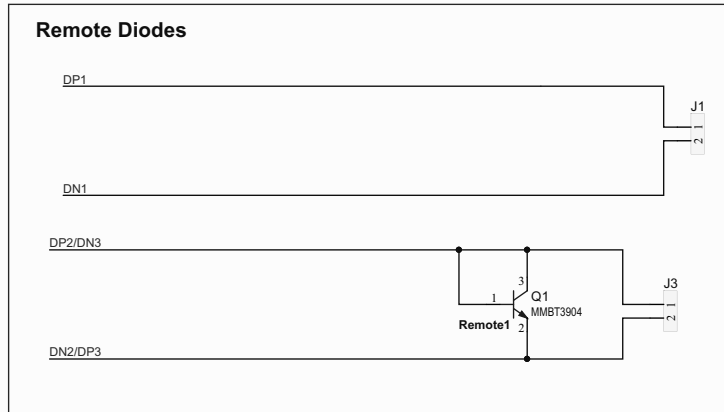 Remote Diodes
DP1
J1
1
2
DN1
DP2/DN3
3
J3
1
Q1
1
MMBT3904
2
Remote1
2
DN2/DP3